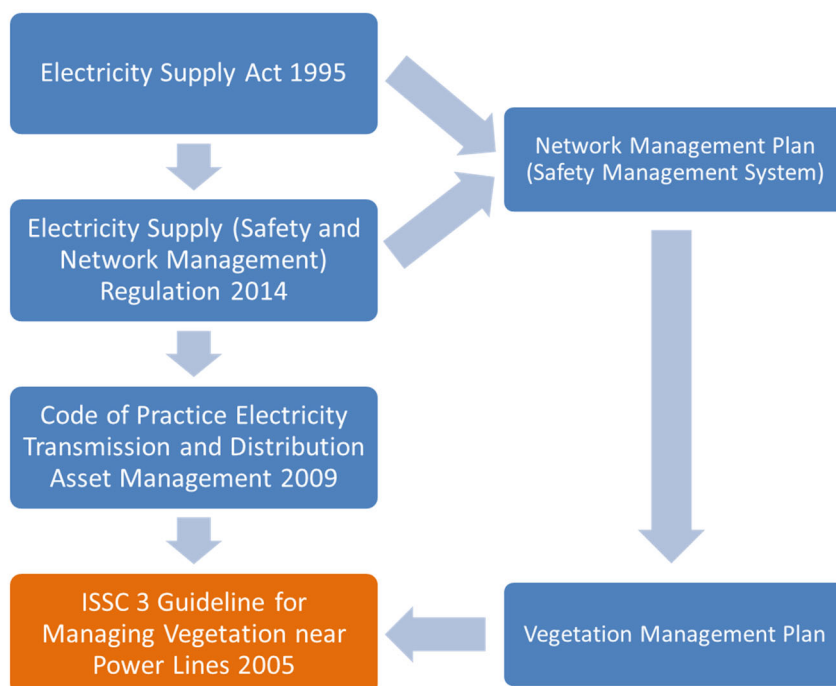 Electricity Supply Act 1995
Network Management Plan
(Safety Management System)
Electricity Supply (Safety and
Network Management)
Regulation 2014
Code of Practice Electricity
Transmission and Distribution
Asset Management 2009
ISSC 3 Guideline for
Managing Vegetation near
Power Lines 2005
Vegetation Management Plan